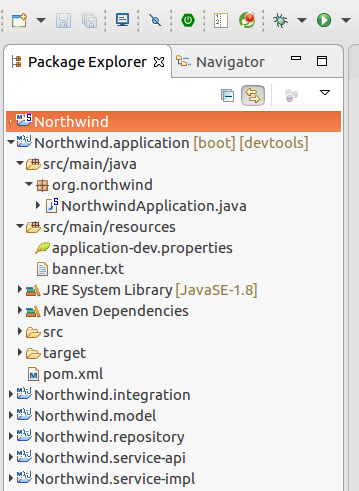 Package Explorer Navigator
Northwind
Northwind.application [boot] [devtools]
src/main/java
org.northwind
NorthwindApplication.java
src/main/resources
application-dev.properties
banner.txt
JRE System Library [JavaSE-1.8]
Maven Dependencies
src
target
pom.xml
Northwind.integration
Northwind.model
Northwind.repository
Northwind.service-api
Northwind.service-impl